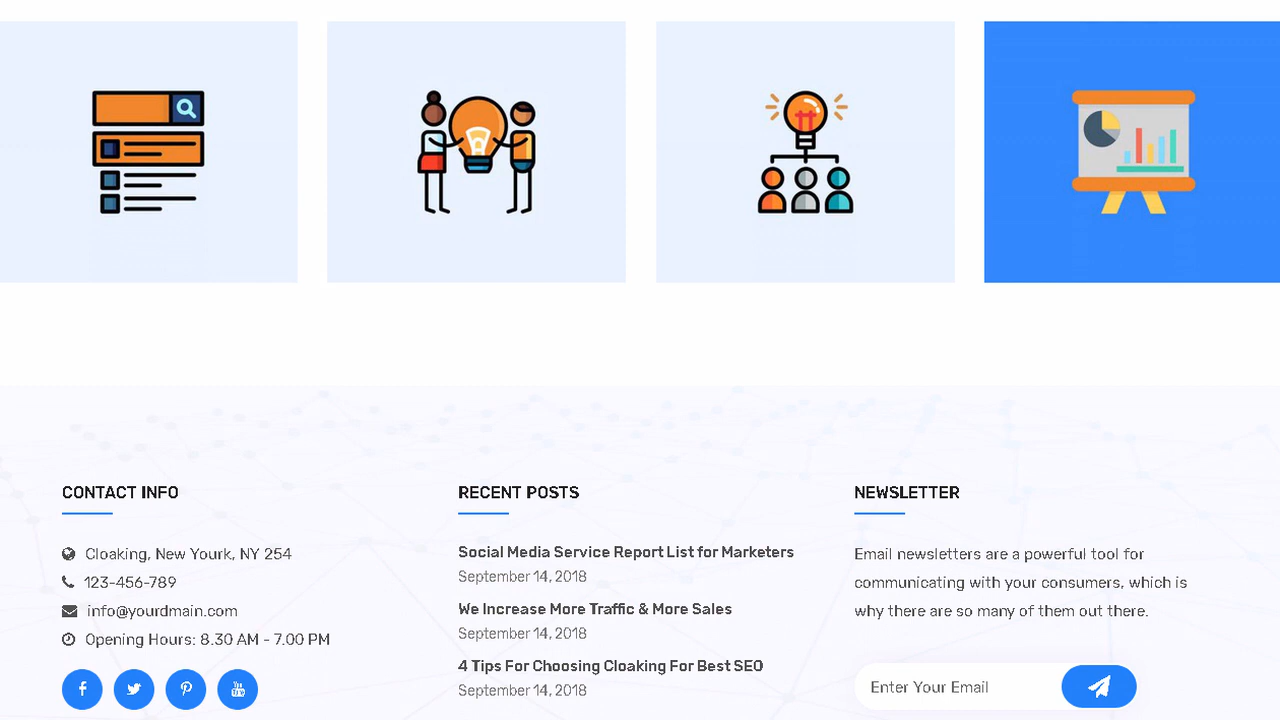 CONTACT INFO
Cloaking, New Yourk, NY 254
123-456-789
info@yourdmain.com
Opening Hours: 8.30 AM - 7.00 PM
RECENT POSTS
Social Media Service Report List for Marketers
September 14, 2018
We Increase More Traffic & More Sales
September 14, 2018
4 Tips For Choosing Cloaking For Best SEO
September 14, 2018
NEWSLETTER
Email newsletters are a powerful tool for
communicating with your consumers, which is
why there are so many of them out there.
Enter Your Email